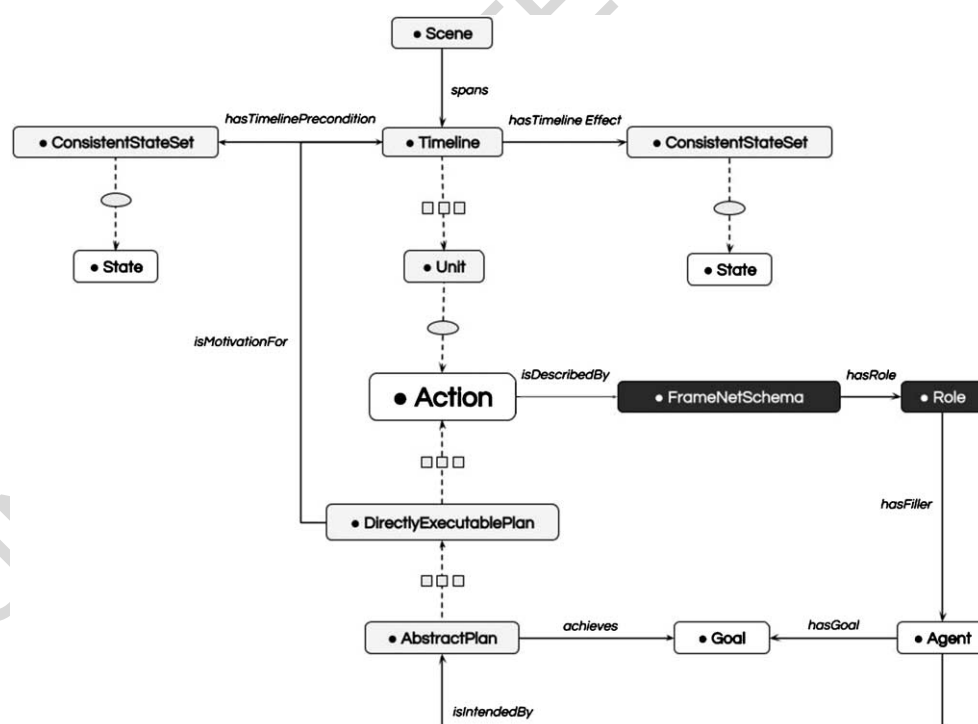 ● Scene
spans
hasTimelinePrecondition
hasTimeline Effect
● ConsistentStateSet
● Timeline
● ConsistentStateSet
● State
● Unit
● State
isMotivationFor
isDescribedBy
hasRole
● Action
● FrameNetSchema
● Role
hasFiller
● DirectlyExecutablePlan
achieves
hasGoal
● AbstractPlan
● Goal
● Agent
isIntendedBy